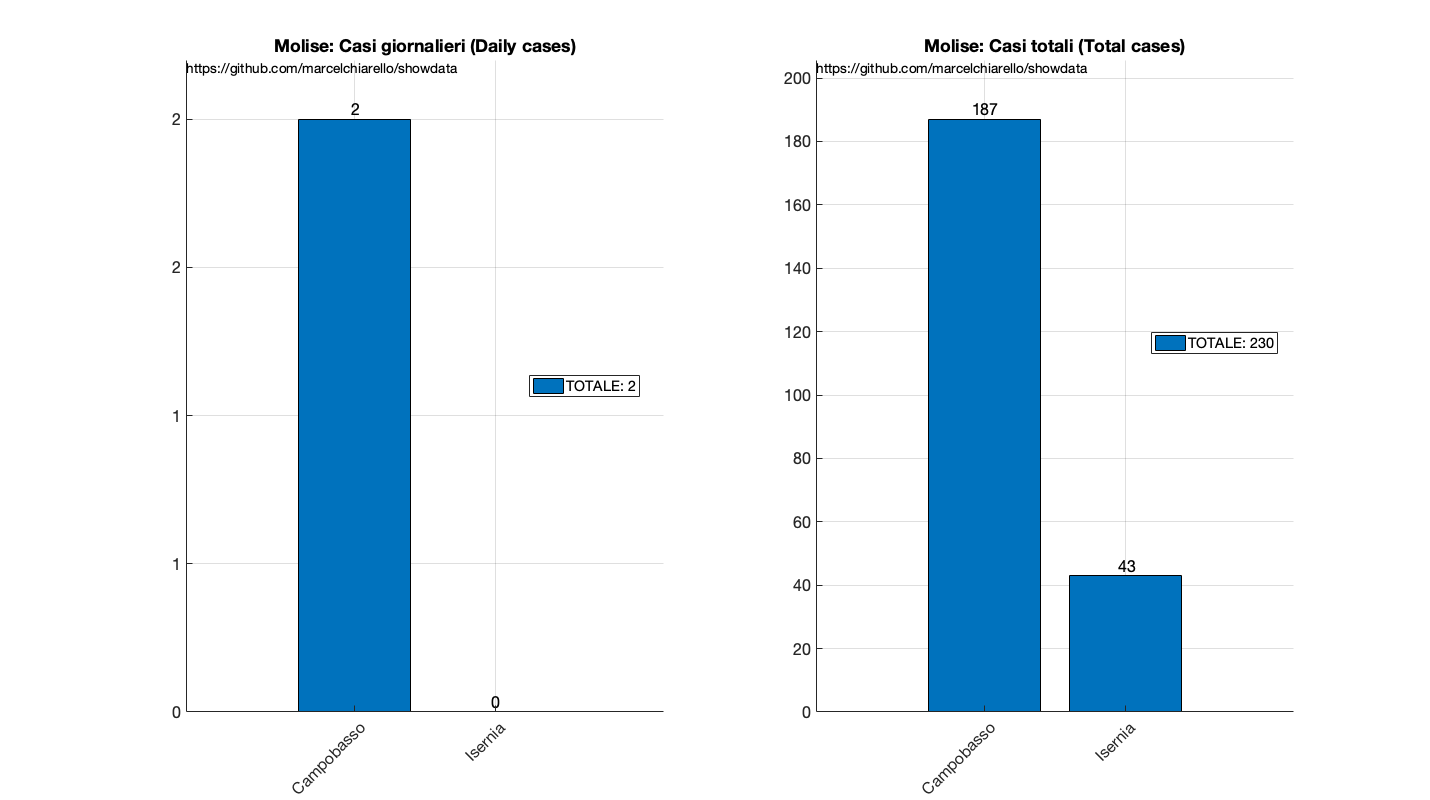 Molise: Casi giornalieri (Daily cases)
https://github.com/marcelchiarello/showdata
2
2
2
1
1
0
0
TOTALE: 2
Campobasso
Isernia
Molise: Casi totali (Total cases)
https://github.com/marcelchiarello/showdata
200
187
180
160
140
120
100
80
60
40
20
0
43
TOTALE: 230
Campobasso
Isernia